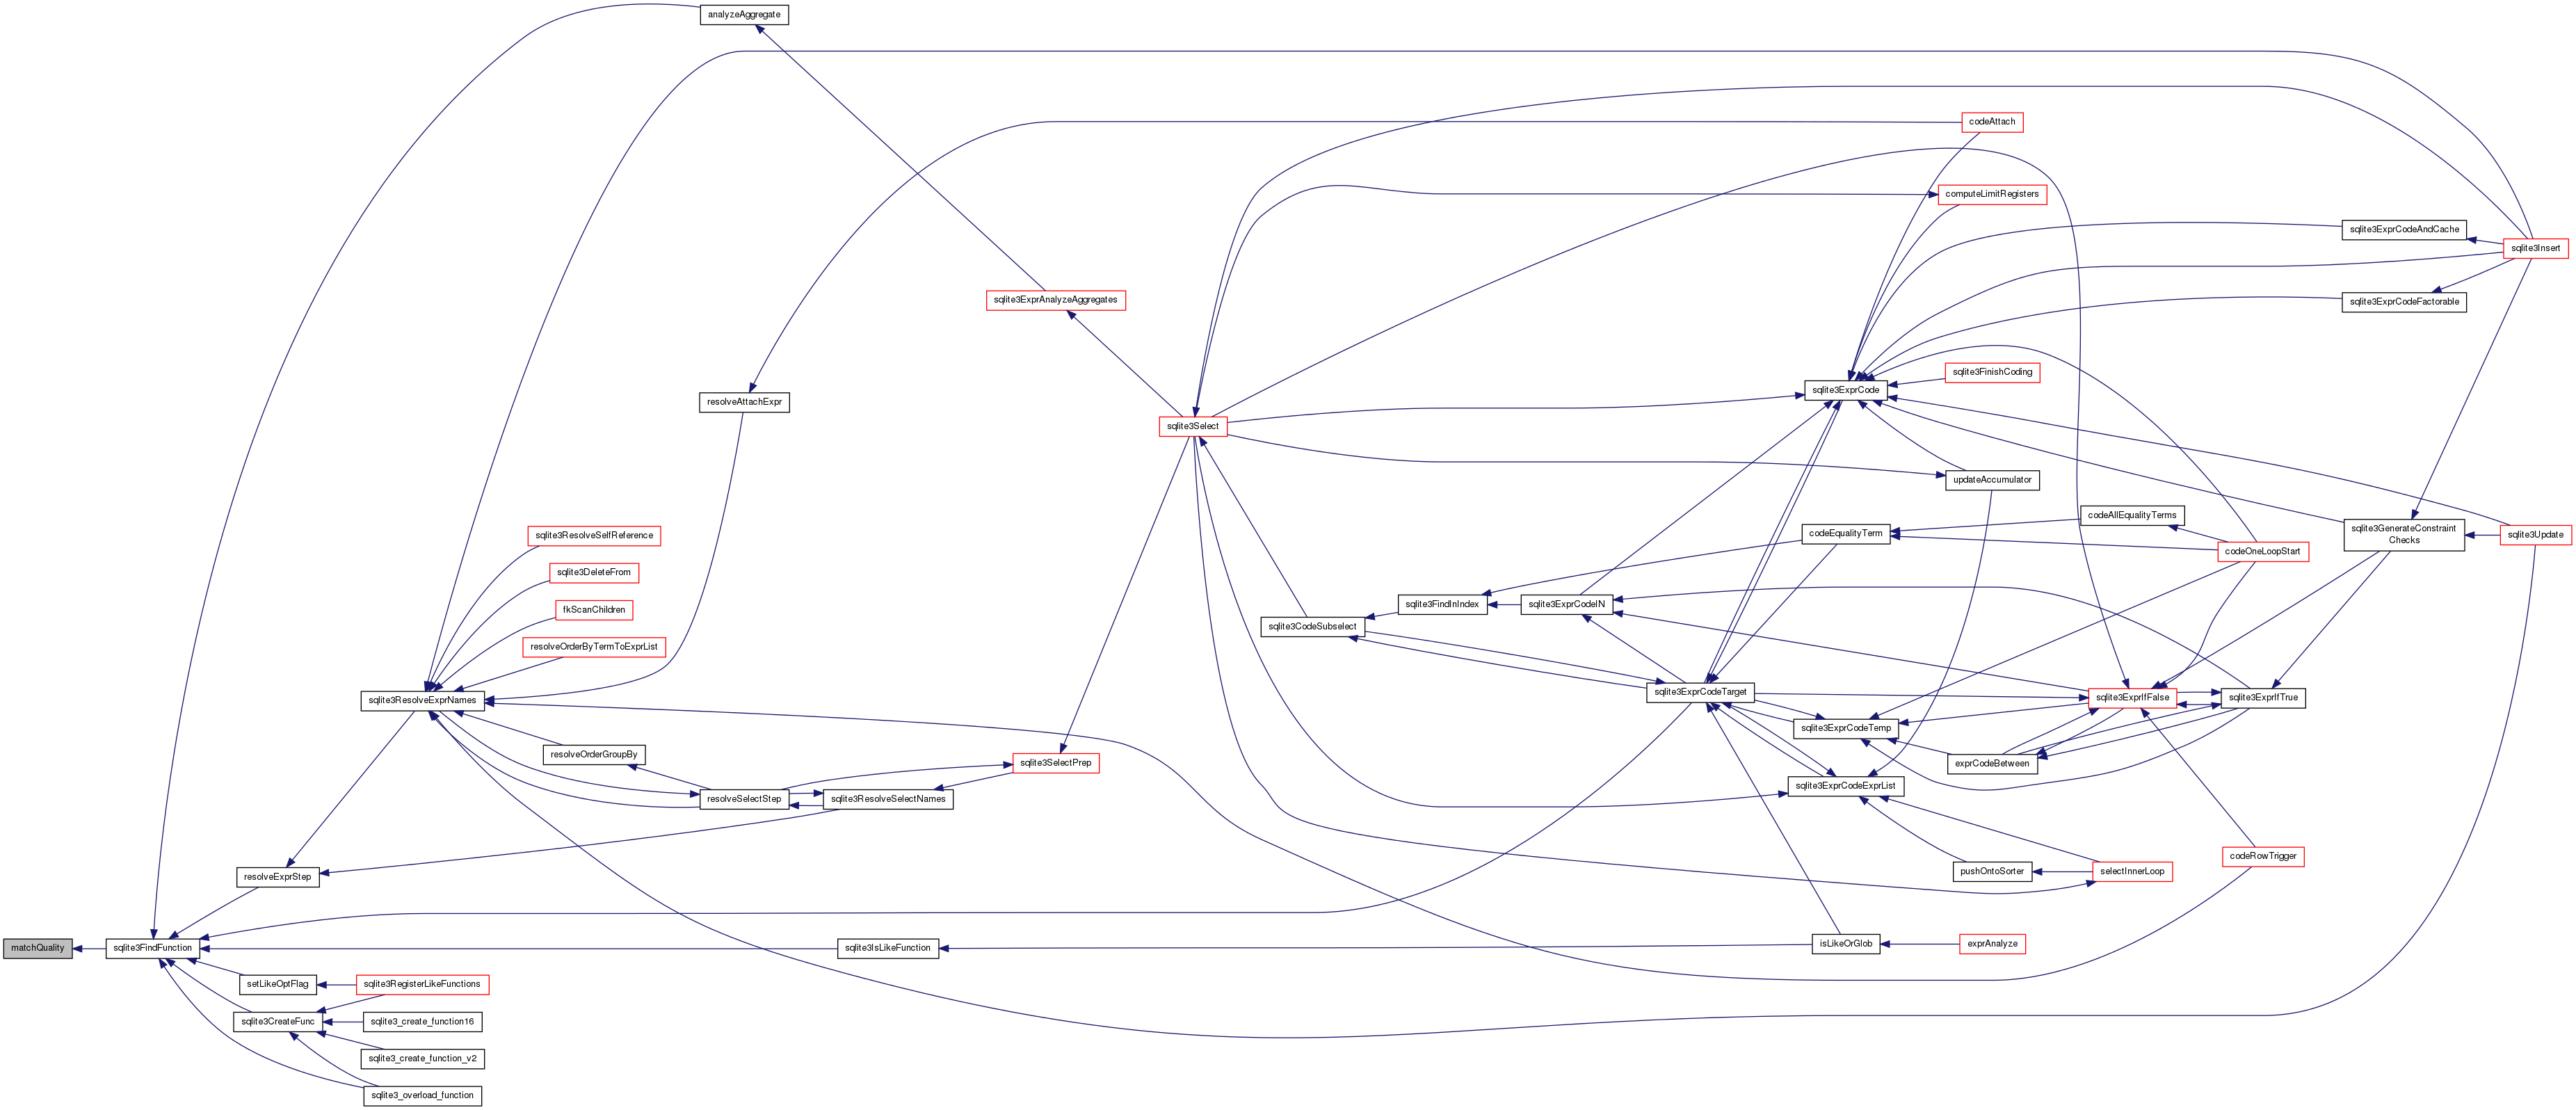 analyzeAggregate
codeAttach
computeLimitRegisters
sqlite3ExprCodeAndCache
sqlite3Insert
sqlite3ExprAnalyzeAggregates
sqlite3ExprCodeFactorable
sqlite3FinishCoding
sqlite3ExprCode
resolveAttachExpr
sqlite3Select
updateAccumulator
codeAllEqualityTerms
sqlite3GenerateConstraint
Checks
sqlite3ResolveSelfReference
codeEqualityTerm
sqlite3Update
codeOneLoopStart
sqlite3DeleteFrom
sqlite3FindInIndex
sqlite3ExprCodeIN
fkScanChildren
sqlite3CodeSubselect
resolveOrderByTermToExprList
sqlite3ExprCodeTarget
sqlite3ExprIfFalse
sqlite3ExprIfTrue
sqlite3ResolveExprNames
sqlite3ExprCodeTemp
resolveOrderGroupBy
sqlite3SelectPrep
exprCodeBetween
sqlite3ExprCodeExprList
resolveSelectStep
sqlite3ResolveSelectNames
codeRowTrigger
pushOntoSorter
selectInnerLoop
resolveExprStep
matchQuality
sqlite3FindFunction
sqlite3IsLikeFunction
isLikeOrGlob
exprAnalyze
setLikeOptFlag
sqlite3RegisterLikeFunctions
sqlite3CreateFunc
sqlite3_create_function16
sqlite3_create_function_v2
sqlite3_overload_function